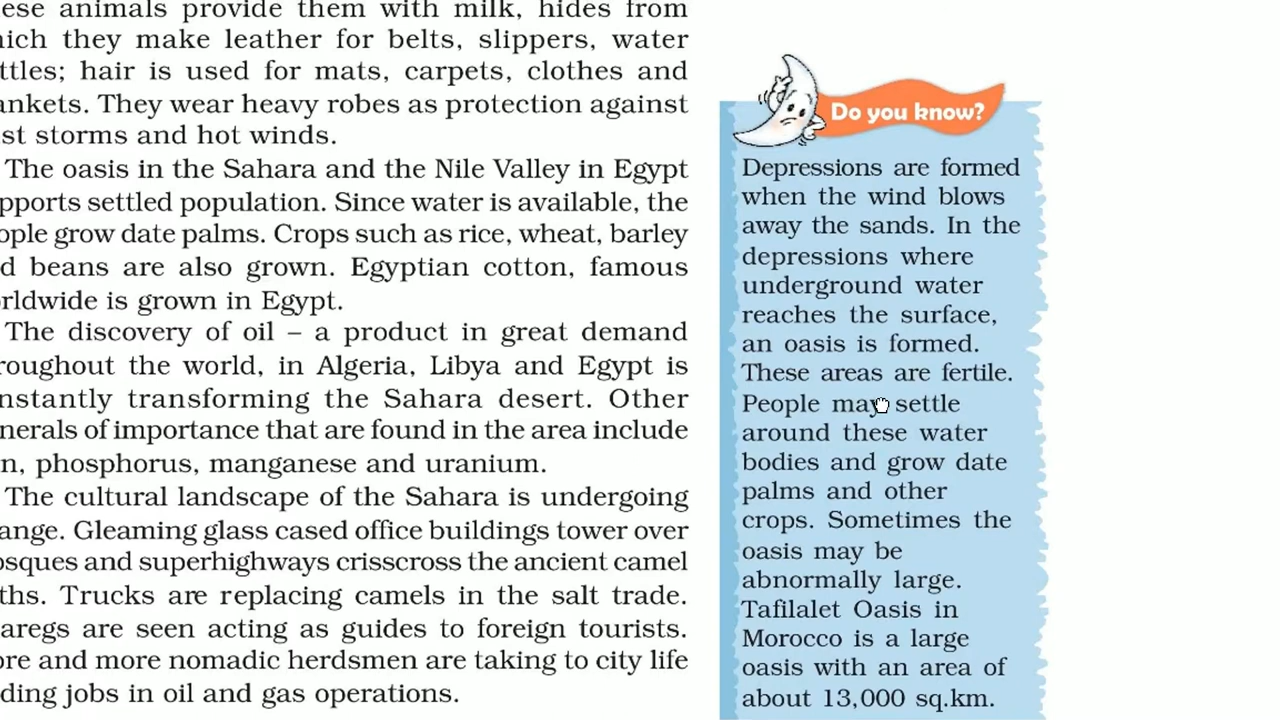 ese animals provide them with milk, hides from
ich they make leather for belts, slippers, water
ttles; hair is used for mats, carpets, clothes and
ankets. They wear heavy robes as protection against
st storms and hot winds.
The oasis in the Sahara and the Nile Valley in Egypt
pports settled population. Since water is available, the
ople grow date palms. Crops such as rice, wheat, barley
d beans are also grown. Egyptian cotton, famous
rldwide is grown in Egypt.
The discovery of oil – a product in great demand
roughout the world, in Algeria, Libya and Egypt is
nstantly transforming the Sahara desert. Other
nerals of importance that are found in the area include
n, phosphorus, manganese and uranium.
The cultural landscape of the Sahara is undergoing
ange. Gleaming glass cased office buildings tower over
osques and superhighways crisscross the ancient camel
ths. Trucks are replacing camels in the salt trade.
aregs are seen acting as guides to foreign tourists.
ore and more nomadic herdsmen are taking to city life
ding jobs in oil and gas operations.
Do you know?
Depressions are formed
when the wind blows
away the sands. In the
depressions where
underground water
reaches the surface,
an oasis is formed.
These areas are fertile.
People may settle
around these water
bodies and grow date
palms and other
crops. Sometimes the
oasis may be
abnormally large.
Tafilalet Oasis in
Morocco is a large
oasis with an area of
about 13,000 sq.km.